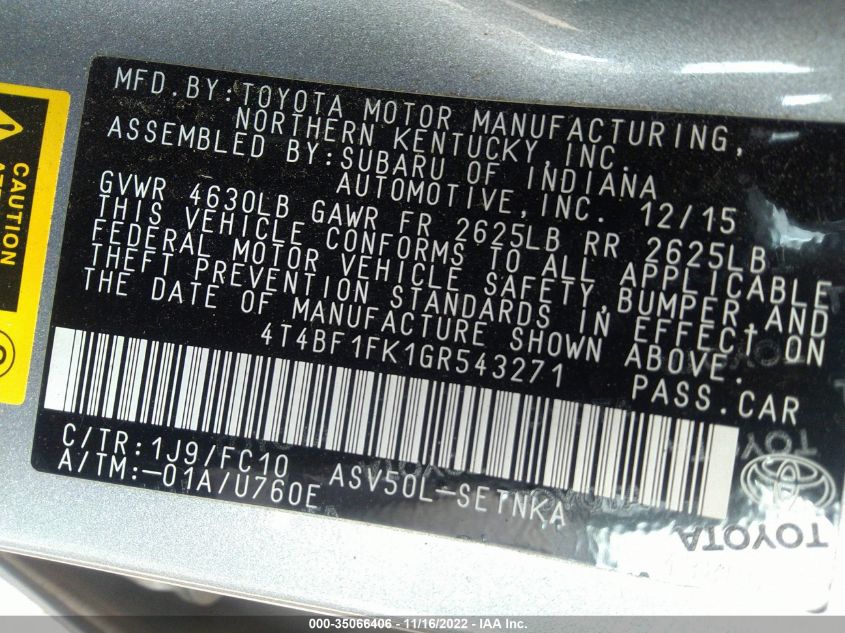 MFD.BY:TOYOTA MOTOR MANUFACTURING,
NORTHERN KENTUCKY,INC.
ASSEMBLED BY:SUBARU OF INDIANA
AUTOMOTIVE,INC. 12/15
GVWR 4630LB GAWR FR 2625LB RR 2625LB
THIS VEHICLE CONFORMS TO ALL APPLICABLE
FEDERAL MOTOR VEHICLE SAFETY,BUMPER,AND
THEFT PREVENTION STANDARDS IN EFFECT ON
THE DATE OF MANUFACTURE SHOWN ABOVE.
4T4BF1FK1GR543271
PASS.CAR
C/TR:1J9/FC10
A/TM:-01A/U760E
ASV50L-SETNKA
TOYOTA
000-35066406 - 11/16/2022 - IAA Inc.